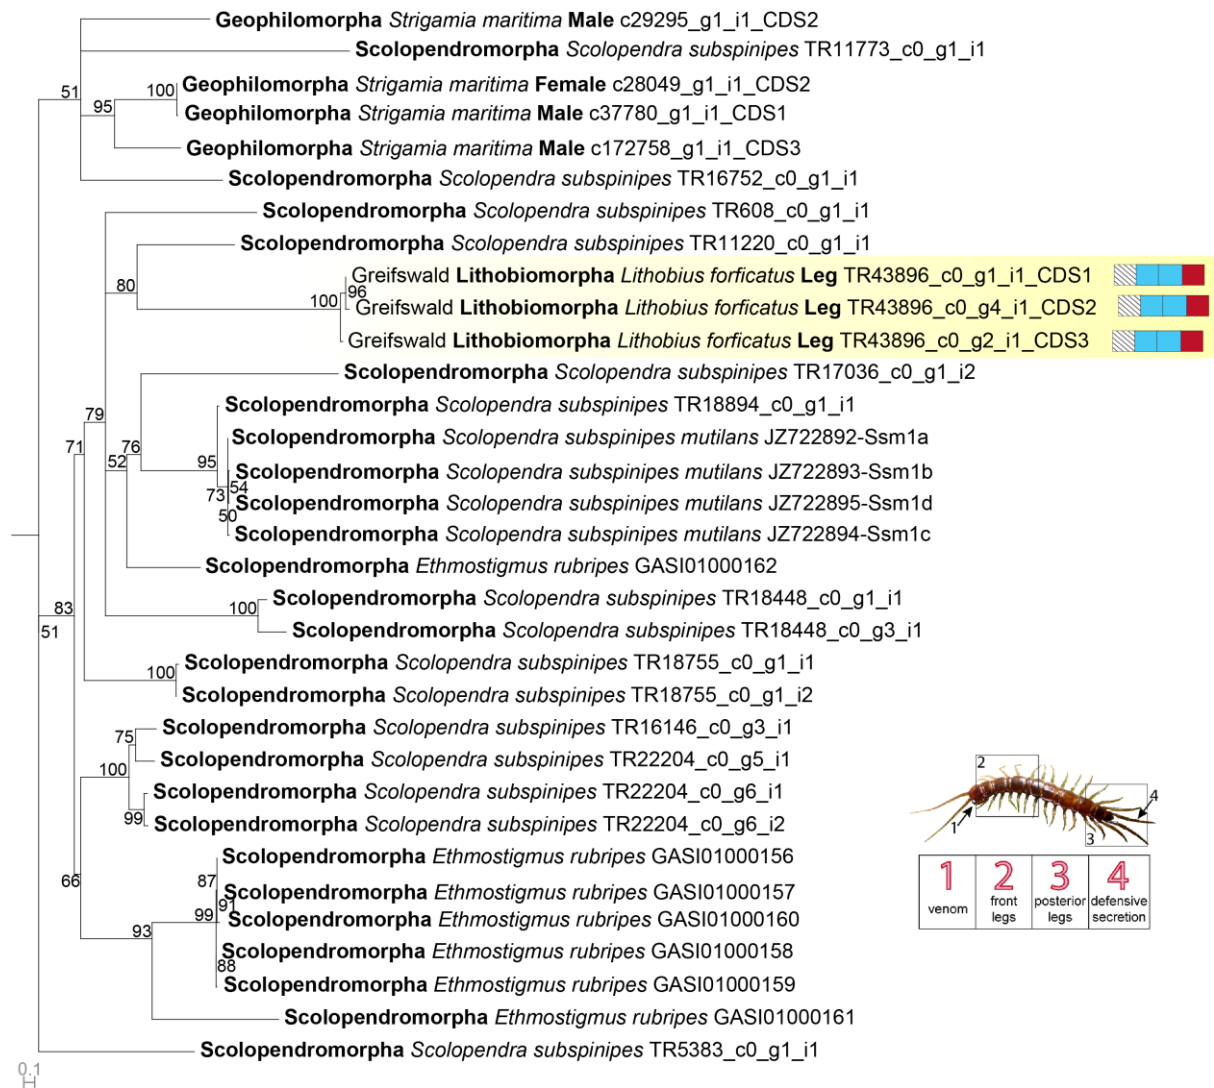 Geophilomorpha Strigamia maritima Male c29295_g1_i1_CDS2
Scolopendromorpha Scolopendra subspinipes TR11773_c0_g1_i1
51
100
Geophilomorpha Strigamia maritima Female c28049_g1_i1_CDS2
95
Geophilomorpha Strigamia maritima Male c37780_g1_i1_CDS1
Geophilomorpha Strigamia maritima Male c172758_g1_i1_CDS3
Scolopendromorpha Scolopendra subspinipes TR16752_c0_g1_i1
Scolopendromorpha Scolopendra subspinipes TR608_c0_g1_i1
Scolopendromorpha Scolopendra subspinipes TR11220_c0_g1_i1
Greifswald Lithobiomorpha Lithobius forficatus Leg TR43896_c0_g1_i1_CDS1
80
100
96
Greifswald Lithobiomorpha Lithobius forficatus Leg TR43896_c0_g4_i1_CDS2
Greifswald Lithobiomorpha Lithobius forficatus Leg TR43896_c0_g2_i1_CDS3
Scolopendromorpha Scolopendra subspinipes TR17036_c0_g1_i2
79
Scolopendromorpha Scolopendra subspinipes TR18894_c0_g1_i1
71
76
Scolopendromorpha Scolopendra subspinipes mutilans JZ722892-Ssm1a
52
95
Scolopendromorpha Scolopendra subspinipes mutilans JZ722893-Ssm1b
73
54
Scolopendromorpha Scolopendra subspinipes mutilans JZ722895-Ssm1d
50
Scolopendromorpha Scolopendra subspinipes mutilans JZ722894-Ssm1c
Scolopendromorpha Ethmostigmus rubripes GASI01000162
83
51
100
Scolopendromorpha Scolopendra subspinipes TR18448_c0_g1_i1
Scolopendromorpha Scolopendra subspinipes TR18448_c0_g3_i1
100
Scolopendromorpha Scolopendra subspinipes TR18755_c0_g1_i1
Scolopendromorpha Scolopendra subspinipes TR18755_c0_g1_i2
75
Scolopendromorpha Scolopendra subspinipes TR16146_c0_g3_i1
100
Scolopendromorpha Scolopendra subspinipes TR22204_c0_g5_i1
Scolopendromorpha Scolopendra subspinipes TR22204_c0_g6_i1
99
Scolopendromorpha Scolopendra subspinipes TR22204_c0_g6_i2
Scolopendromorpha Ethmostigmus rubripes GASI01000156
66
87
Scolopendromorpha Ethmostigmus rubripes GASI01000157
91
93
99
Scolopendromorpha Ethmostigmus rubripes GASI01000160
Scolopendromorpha Ethmostigmus rubripes GASI01000158
88
Scolopendromorpha Ethmostigmus rubripes GASI01000159
Scolopendromorpha Ethmostigmus rubripes GASI01000161
Scolopendromorpha Scolopendra subspinipes TR5383_c0_g1_i1
0.1
2
4
1
3
1 2 3 4
venom
front legs
posterior legs
defensive secretion